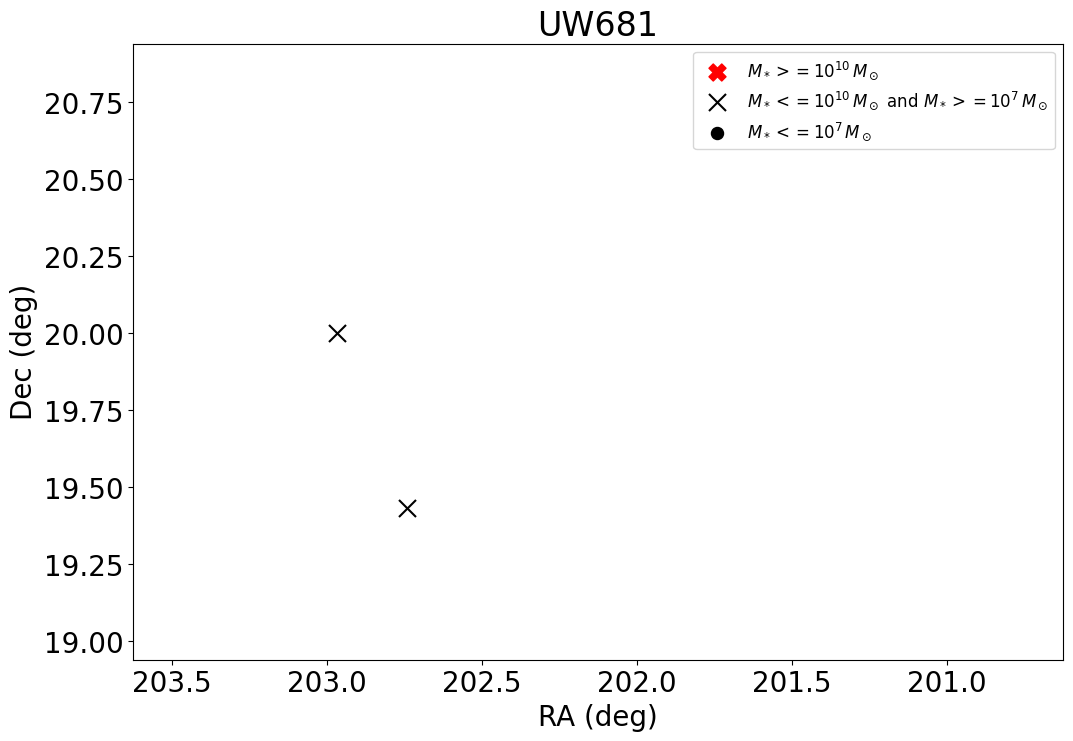 UW681
M* >= 10^10 M⊙
M* <= 10^10 M⊙ and M* >= 10^7 M⊙
M* <= 10^7 M⊙
20.75
20.50
20.25
20.00
19.75
19.50
19.25
19.00
Dec (deg)
203.5 203.0 202.5 202.0 201.5 201.0
RA (deg)